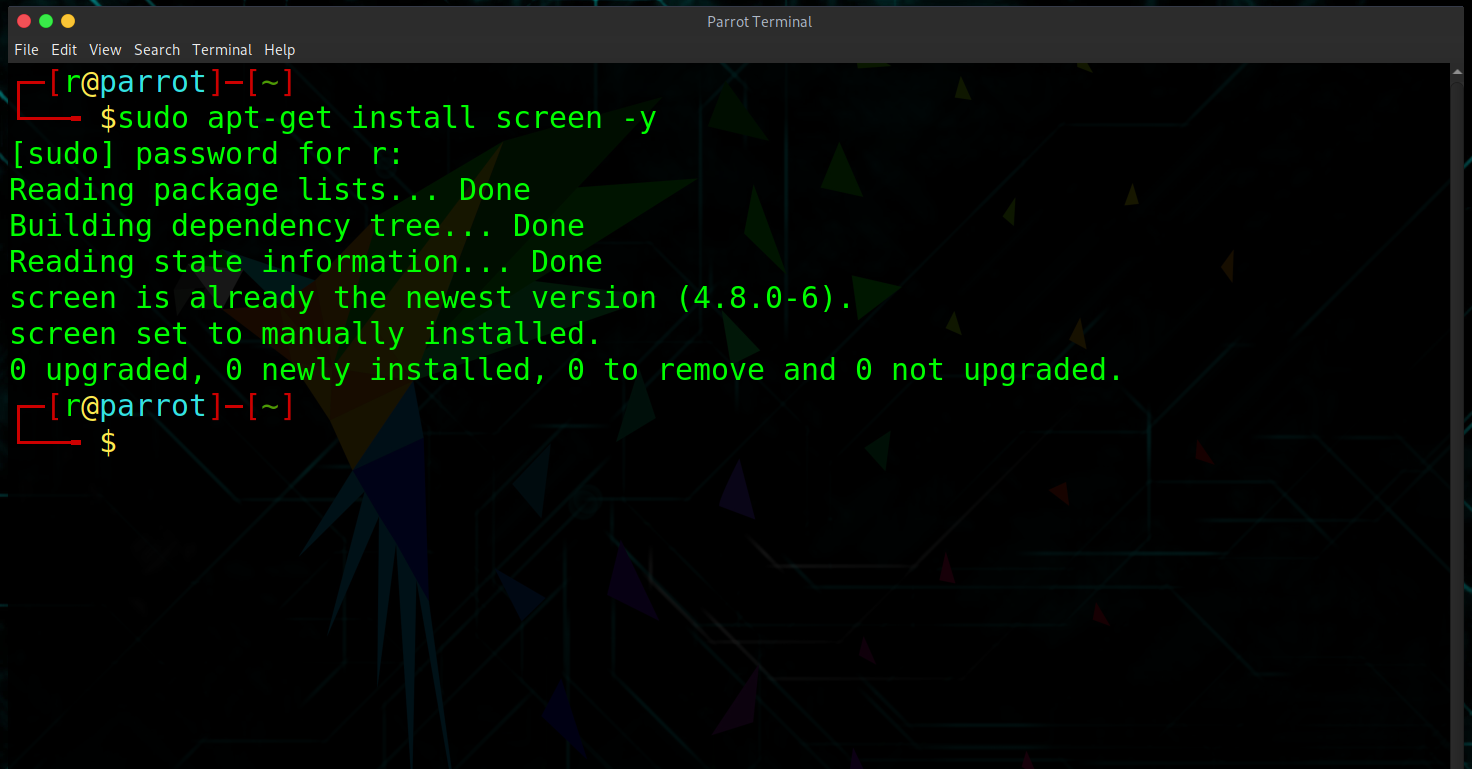 Parrot Terminal
File Edit View Search Terminal Help
┌─[r@parrot]─[~]
└──╼ $sudo apt-get install screen -y
[sudo] password for r:
Reading package lists... Done
Building dependency tree... Done
Reading state information... Done
screen is already the newest version (4.8.0-6).
screen set to manually installed.
0 upgraded, 0 newly installed, 0 to remove and 0 not upgraded.
┌─[r@parrot]─[~]
└──╼ $